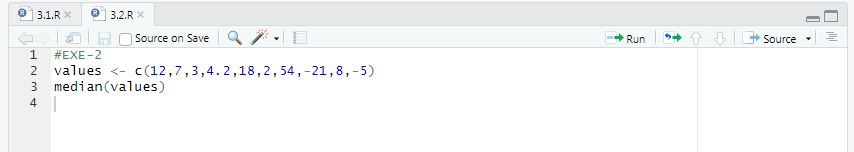 3.1.R 3.2.R
Source on Save Run Source
1 #EXE-2
2 values <- c(12,7,3,4.2,18,2,54,-21,8,-5)
3 median(values)
4